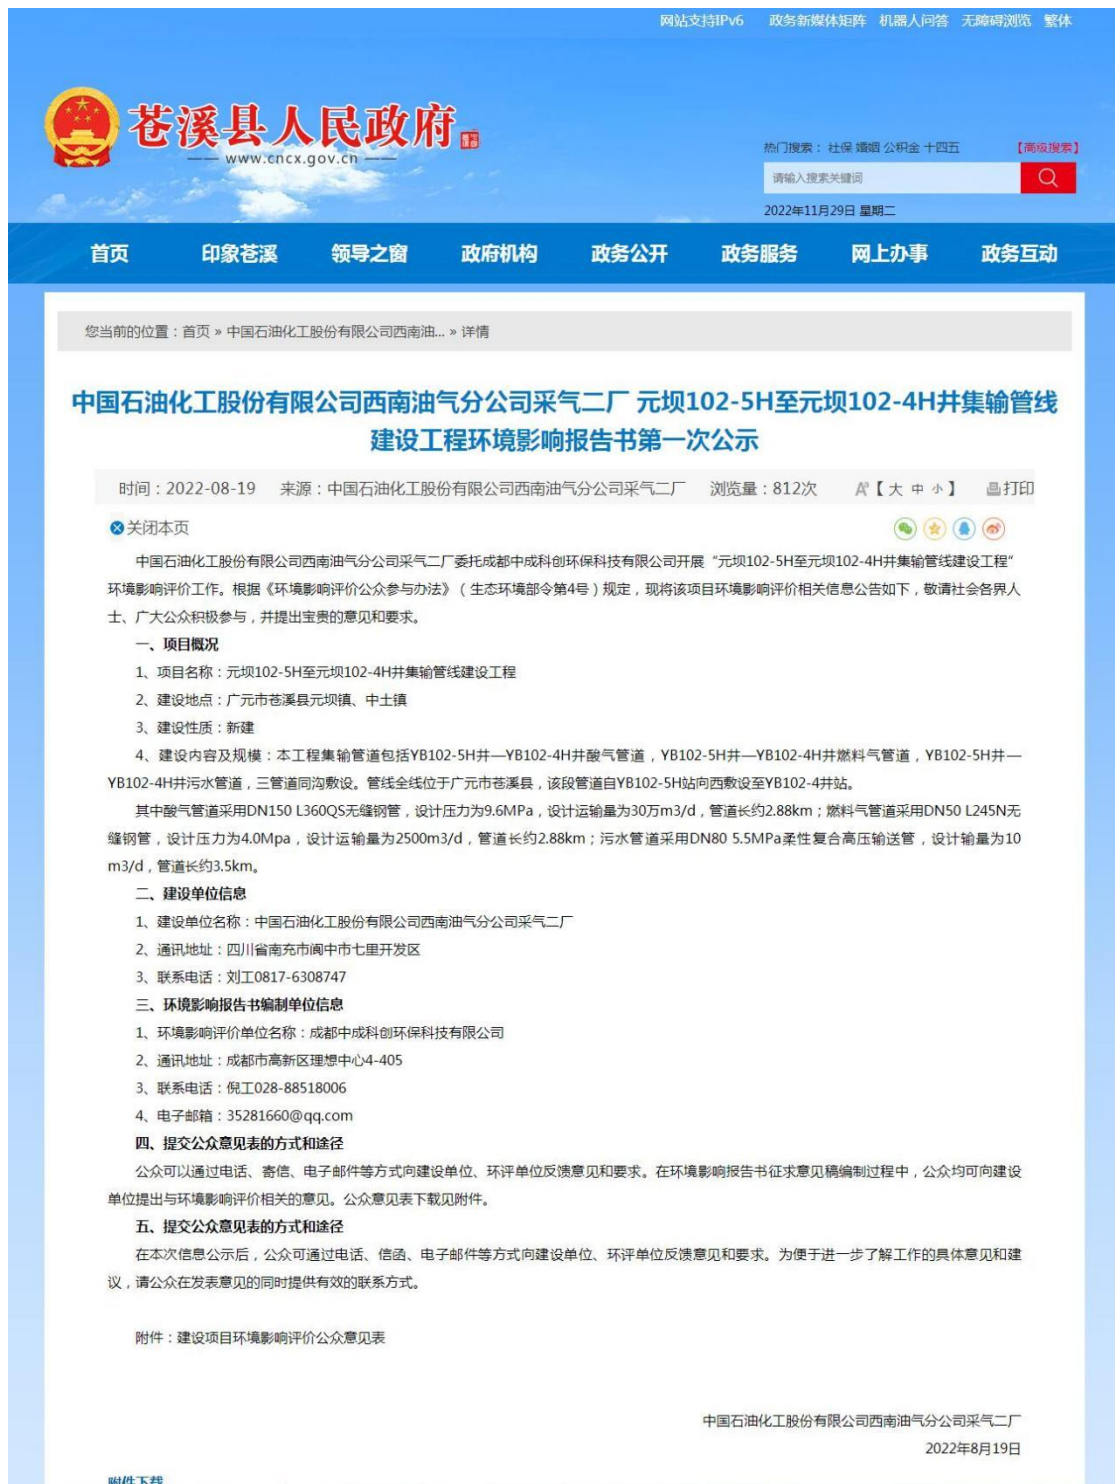 网站支持IPv6 政务新媒体矩阵 机器人问答 无障碍浏览 繁体
苍溪县人民政府
www.cncx.gov.cn
热门搜索： 社保 婚姻 公积金 十四五 【高级搜索】
请输入搜索关键词
2022年11月29日 星期二
首页 印象苍溪 领导之窗 政府机构 政务公开 政务服务 网上办事 政务互动
您当前的位置：首页 » 中国石油化工股份有限公司西南油... » 详情
中国石油化工股份有限公司西南油气分公司采气二厂 元坝102-5H至元坝102-4H井集输管线
建设工程环境影响报告书第一次公示
时间：2022-08-19 来源：中国石油化工股份有限公司西南油气分公司采气二厂 浏览量：812次 【 大 中 小 】 打印
关闭本页
中国石油化工股份有限公司西南油气分公司采气二厂委托成都中成科创环保科技有限公司开展“元坝102-5H至元坝102-4H井集输管线建设工程”
环境影响评价工作。根据《环境影响评价公众参与办法》（生态环境部令第4号）规定，现将该项目环境影响评价相关信息公告如下，敬请社会各界人
士、广大公众积极参与，并提出宝贵的意见和要求。
一、项目概况
1、项目名称：元坝102-5H至元坝102-4H井集输管线建设工程
2、建设地点：广元市苍溪县元坝镇、中土镇
3、建设性质：新建
4、建设内容及规模：本工程集输管道包括YB102-5H井—YB102-4H井酸气管道，YB102-5H井—YB102-4H井燃料气管道，YB102-5H井—
YB102-4H井污水管道，三管道同沟敷设。管线全线位于广元市苍溪县，该段管道自YB102-5H站向西敷设至YB102-4井站。
其中酸气管道采用DN150 L360QS无缝钢管，设计压力为9.6MPa，设计运输量为30万m3/d，管道长约2.88km；燃料气管道采用DN50 L245N无
缝钢管，设计压力为4.0Mpa，设计运输量为2500m3/d，管道长约2.88km；污水管道采用DN80 5.5MPa柔性复合高压输送管，设计输量为10
m3/d，管道长约3.5km。
二、建设单位信息
1、建设单位名称：中国石油化工股份有限公司西南油气分公司采气二厂
2、通讯地址：四川省南充市阆中市七里开发区
3、联系电话：刘工0817-6308747
三、环境影响报告书编制单位信息
1、环境影响评价单位名称：成都中成科创环保科技有限公司
2、通讯地址：成都市高新区理想中心4-405
3、联系电话：倪工028-88518006
4、电子邮箱：35281660@qq.com
四、提交公众意见表的方式和途径
公众可以通过电话、寄信、电子邮件等方式向建设单位、环评单位反馈意见和要求。在环境影响报告书征求意见稿编制过程中，公众均可向建设
单位提出与环境影响评价相关的意见。公众意见表下载见附件。
五、提交公众意见表的方式和途径
在本次信息公示后，公众可通过电话、信函、电子邮件等方式向建设单位、环评单位反馈意见和要求。为便于进一步了解工作的具体意见和建
议，请公众在发表意见的同时提供有效的联系方式。
附件：建设项目环境影响评价公众意见表
中国石油化工股份有限公司西南油气分公司采气二厂
2022年8月19日
附件下载